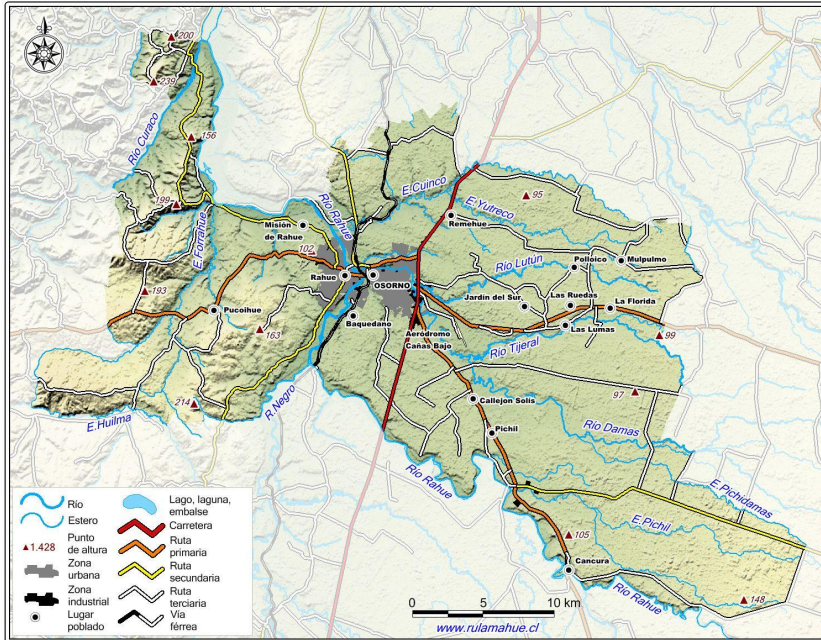 200
239
Río Curaco
156
199
E. Forrahue
Río Rahue
E.Cuinco
95
E.Yutreco
Misión
de Rahue
102
Remehue
Polloico
Mulpulmo
Río Lutún
Rahue
OSORNO
193
Pucoihue
Jardín del Sur
Las Ruedas
La Florida
163
Baquedano
Aeródromo
Cañas Bajo
Río Tijeral
Las Lumas
99
214
R.Negro
97
Callejon Solís
E.Huilma
Pichil
Río Damas
Río Rahue
E.Pichidamas
E.Pichil
105
Cancura
Río Rahue
148
Río
Estero
1.428
Punto
de altura
Zona
urbana
Zona
industrial
Lugar
poblado
Lago, laguna,
embalse
Carretera
Ruta
primaria
Ruta
secundaria
Ruta
terciaria
Vía
férrea
0 5 10 km
www.rulamahue.cl